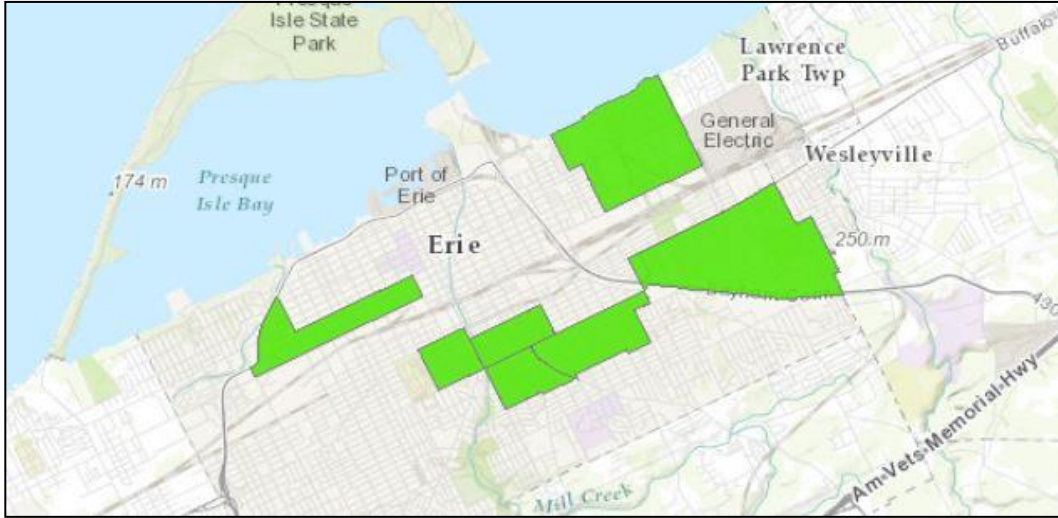 Presque
Isle State
Park
Lawrence
Park Twp
Buffalo
General
Electric
Wesleyville
174 m
Presque
Isle Bay
Port of
Erie
Erie
250 m
430
Am-Vets-Memorial-Hwy
Mill Creek